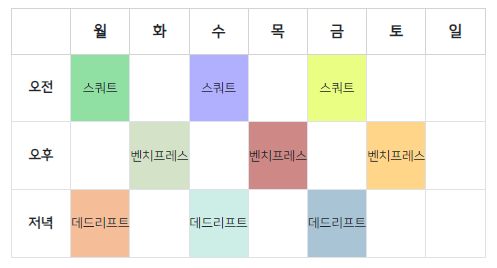 월 화 수 목 금 토 일
오전 스쿼트 스쿼트 스쿼트
오후 벤치프레스 벤치프레스 벤치프레스
저녁 데드리프트 데드리프트 데드리프트